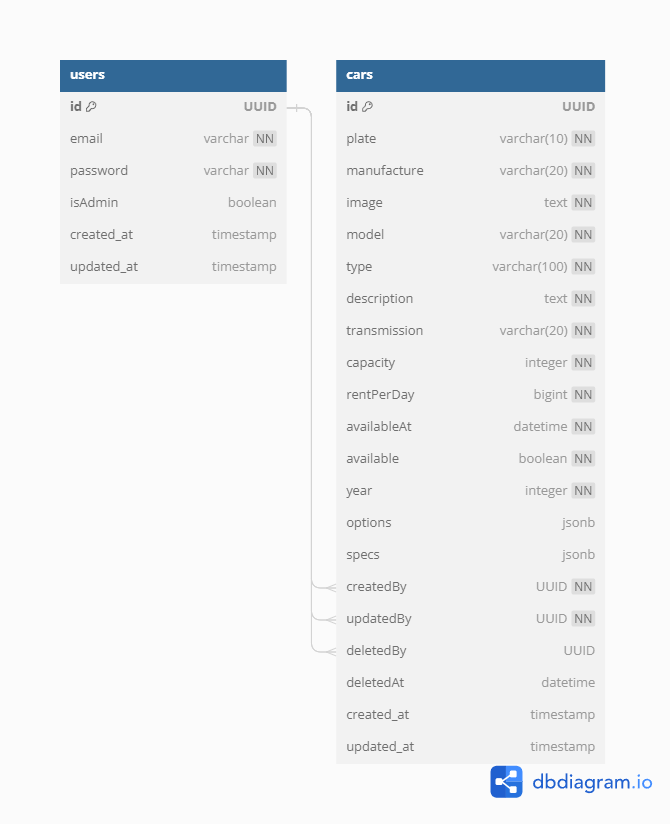 users
id UUID
email varchar NN
password varchar NN
isAdmin boolean
created_at timestamp
updated_at timestamp
cars
id UUID
plate varchar(10) NN
manufacture varchar(20) NN
image text NN
model varchar(20) NN
type varchar(100) NN
description text NN
transmission varchar(20) NN
capacity integer NN
rentPerDay bigint NN
availableAt datetime NN
available boolean NN
year integer NN
options jsonb
specs jsonb
createdBy UUID NN
updatedBy UUID NN
deletedBy UUID
deletedAt datetime
created_at timestamp
updated_at timestamp
dbdiagram.io